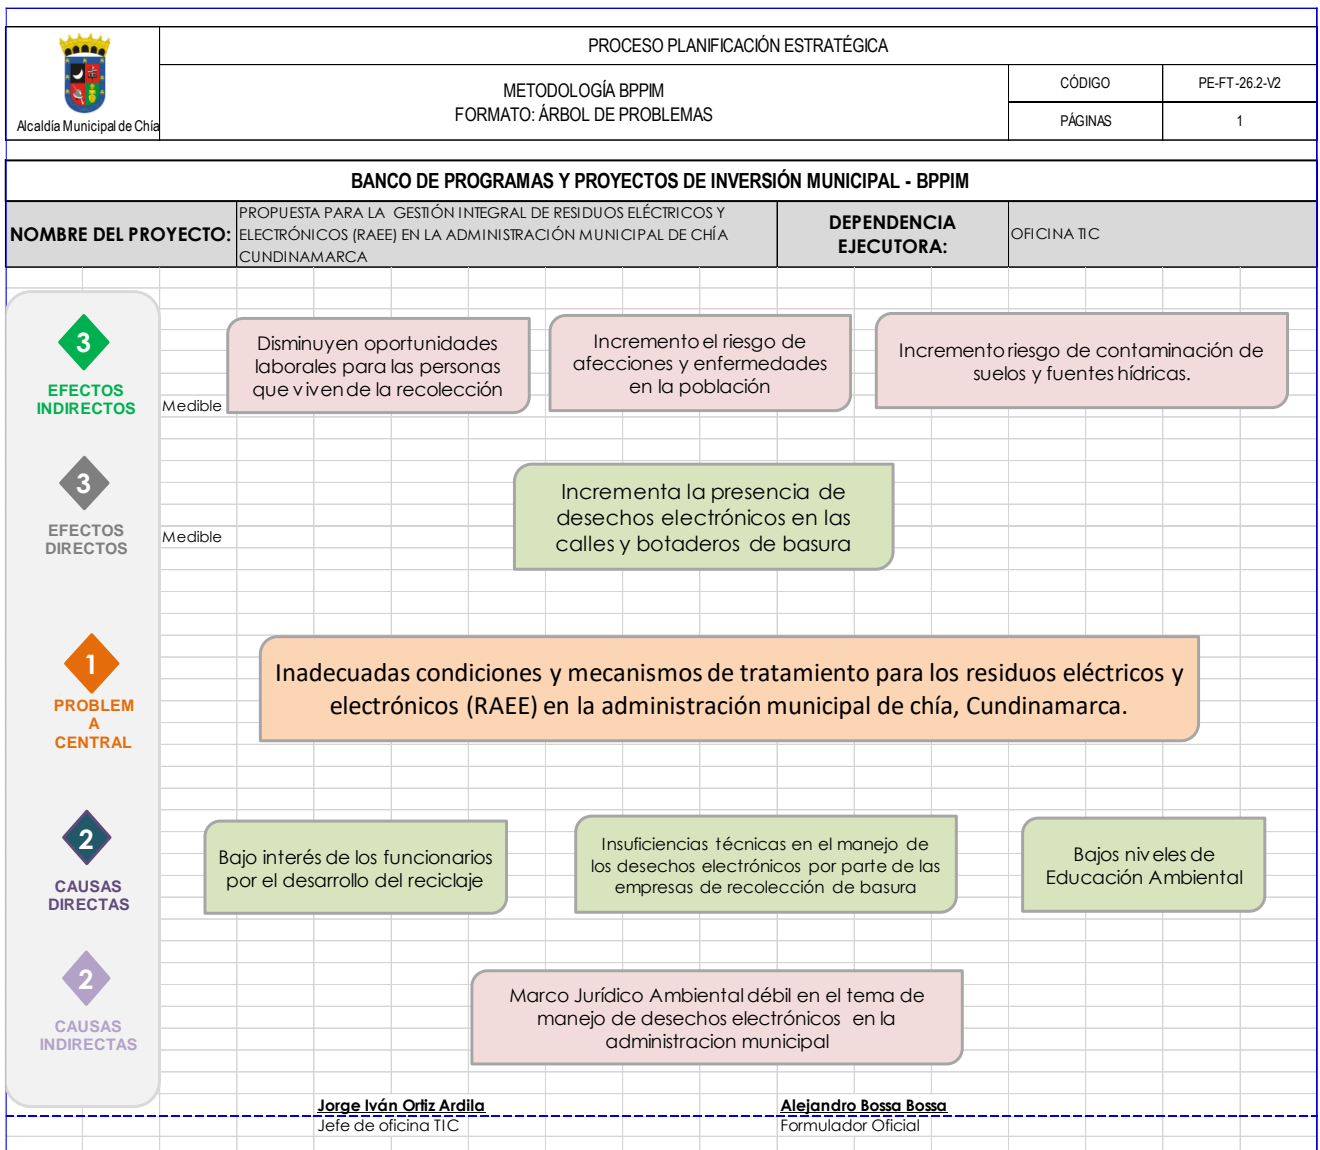 Alcaldía Municipal de Chía
PROCESO PLANIFICACIÓN ESTRATÉGICA
METODOLOGÍA BPPIM
FORMATO: ÁRBOL DE PROBLEMAS
CÓDIGO
PE-FT-26.2-V2
PÁGINAS
1
BANCO DE PROGRAMAS Y PROYECTOS DE INVERSIÓN MUNICIPAL - BPPIM
NOMBRE DEL PROYECTO:
PROPUESTA PARA LA GESTIÓN INTEGRAL DE RESIDUOS ELÉCTRICOS Y
ELECTRÓNICOS (RAEE) EN LA ADMINISTRACIÓN MUNICIPAL DE CHÍA
CUNDINAMARCA
DEPENDENCIA
EJECUTORA:
OFICINA TIC
3
EFECTOS
INDIRECTOS
Medible
Disminuyen oportunidades
laborales para las personas
que viven de la recolección
Incremento el riesgo de
afecciones y enfermedades
en la población
Incremento riesgo de contaminación de
suelos y fuentes hídricas.
3
EFECTOS
DIRECTOS
Medible
Incrementa la presencia de
desechos electrónicos en las
calles y botaderos de basura
1
PROBLEM
A
CENTRAL
Inadecuadas condiciones y mecanismos de tratamiento para los residuos eléctricos y
electrónicos (RAEE) en la administración municipal de chía, Cundinamarca.
2
CAUSAS
DIRECTAS
Bajo interés de los funcionarios
por el desarrollo del reciclaje
Insuficiencias técnicas en el manejo de
los desechos electrónicos por parte de las
empresas de recolección de basura
Bajos niveles de
Educación Ambiental
2
CAUSAS
INDIRECTAS
Marco Jurídico Ambiental débil en el tema de
manejo de desechos electrónicos en la
administracion municipal
Jorge Iván Ortiz Ardila
Jefe de oficina TIC
Alejandro Bossa Bossa
Formulador Oficial